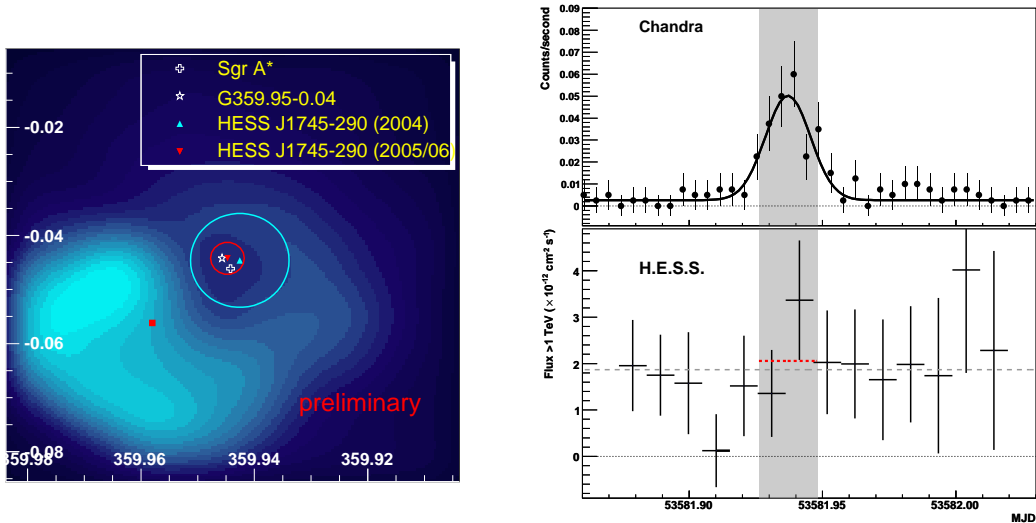 Sgr A*
G359.95-0.04
HESS J1745-290 (2004)
HESS J1745-290 (2005/06)
-0.02
-0.04
-0.06
-0.08
preliminary
359.98
359.96
359.94
359.92
Chandra
Counts/second
0.09
0.08
0.07
0.06
0.05
0.04
0.03
0.02
0.01
0
H.E.S.S.
Flux >1 TeV ( × 10⁻¹² cm⁻² s⁻¹)
4
3
2
1
0
53581.90
53581.95
53582.00
MJD